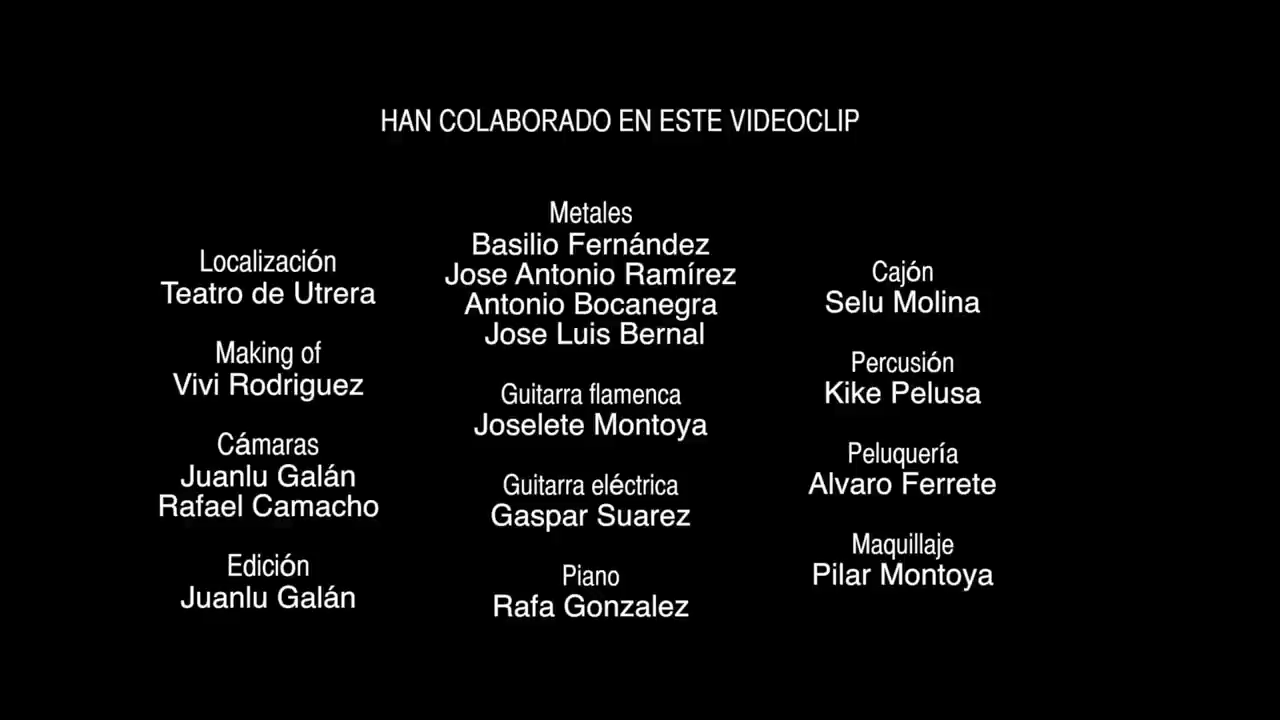 HAN COLABORADO EN ESTE VIDEOCLIP
Localización
Teatro de Utrera
Making of
Vivi Rodriguez
Cámaras
Juanlu Galán
Rafael Camacho
Edición
Juanlu Galán
Metales
Basilio Fernández
Jose Antonio Ramírez
Antonio Bocanegra
Jose Luis Bernal
Guitarra flamenca
Joselete Montoya
Guitarra eléctrica
Gaspar Suarez
Piano
Rafa Gonzalez
Cajón
Selu Molina
Percusión
Kike Pelusa
Peluquería
Alvaro Ferrete
Maquillaje
Pilar Montoya